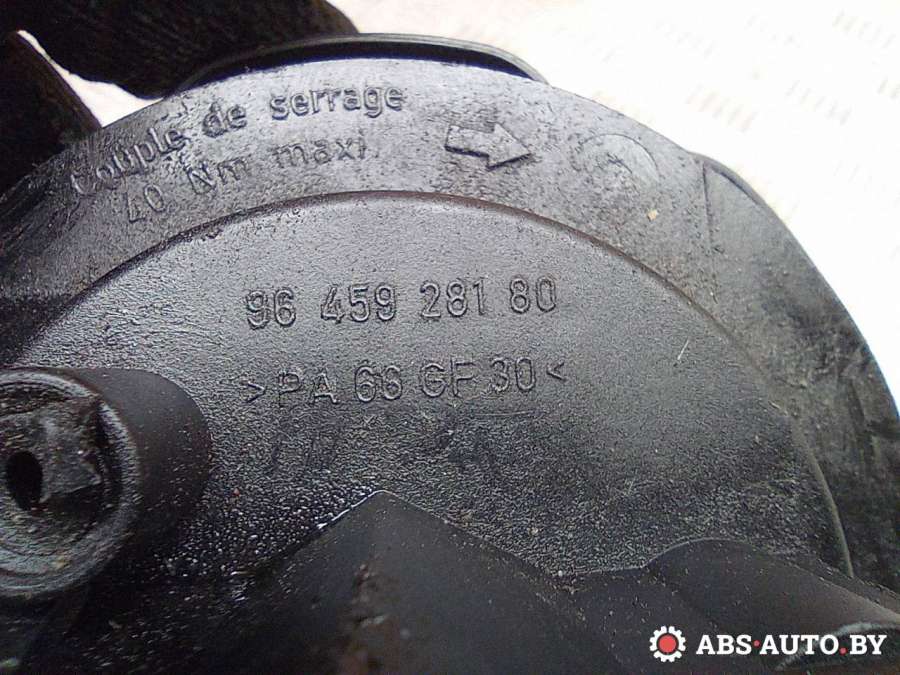 Couple de serrage
40 Nm maxi.
96 459 281 80
>PA 66 GF 30<
ABS-AUTO.BY